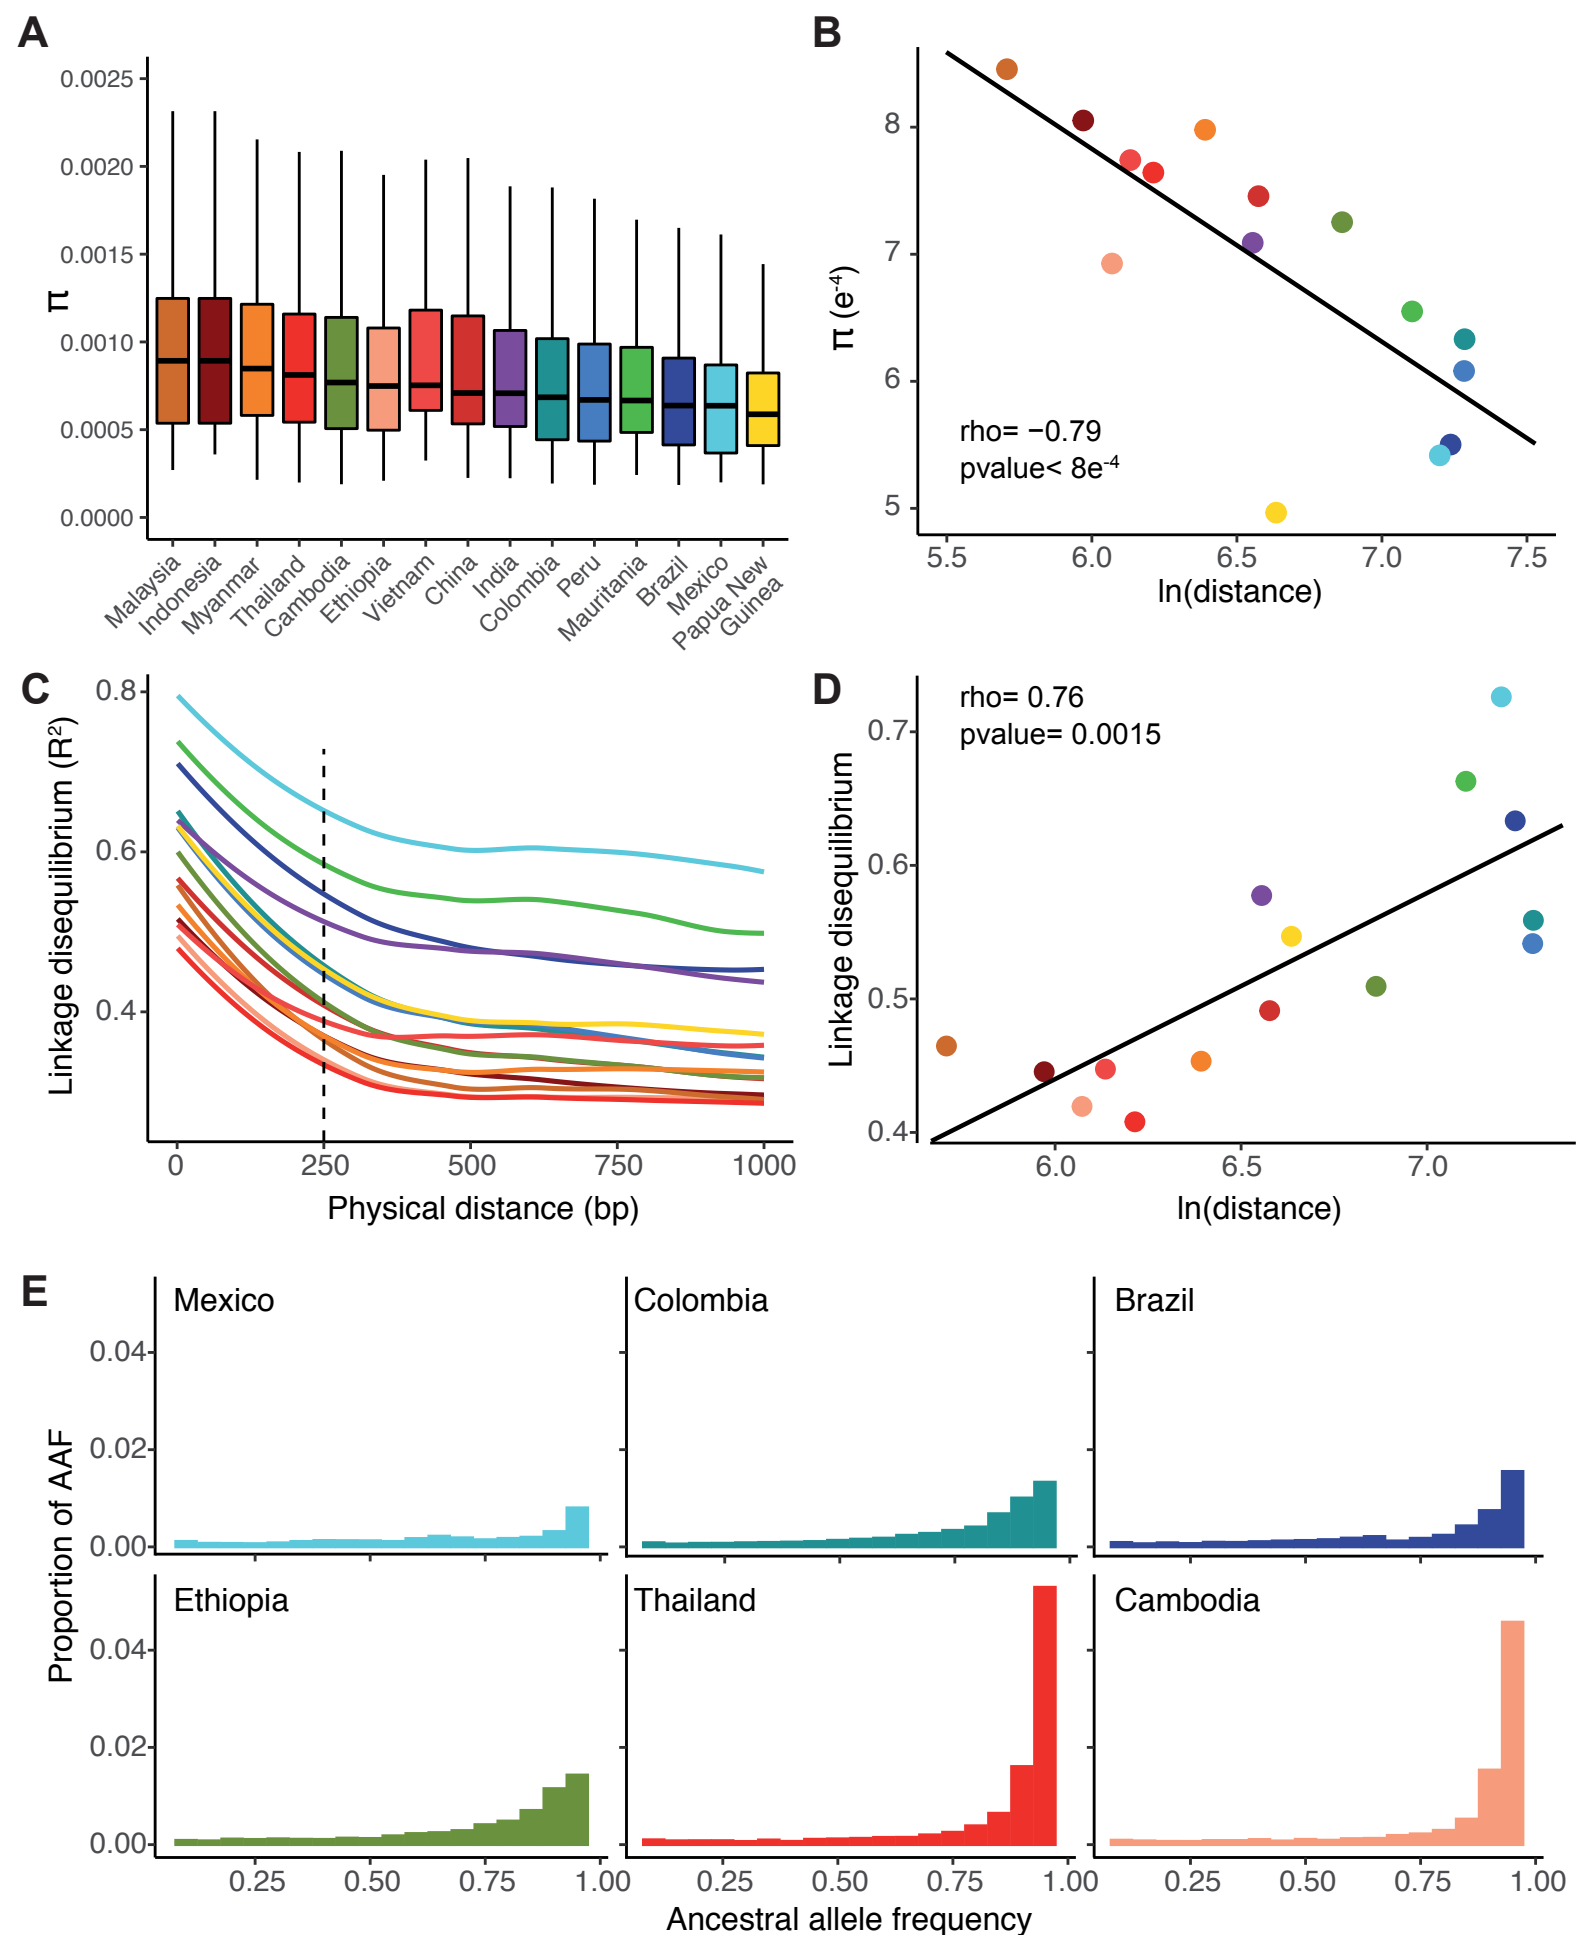 A
0.0025
0.0020
0.0015
0.0010
0.0005
0.0000
π
Malaysia
Indonesia
Myanmar
Thailand
Cambodia
Ethiopia
Vietnam
China
India
Colombia
Peru
Mauritania
Brazil
Mexico
Papua New
Guinea
B
8
7
6
5
π (e-4)
rho= −0.79
pvalue< 8e-4
5.5 6.0 6.5 7.0 7.5
ln(distance)
C
0.8
0.6
0.4
Linkage disequilibrium (R2)
0 250 500 750 1000
Physical distance (bp)
D
rho= 0.76
pvalue= 0.0015
0.7
0.6
0.5
0.4
Linkage disequilibrium
6.0 6.5 7.0
ln(distance)
E
Mexico Colombia Brazil
0.04
0.02
0.00
Proportion of AAF
Ethiopia Thailand Cambodia
0.04
0.02
0.00
0.25 0.50 0.75 1.00 0.25 0.50 0.75 1.00 0.25 0.50 0.75 1.00
Ancestral allele frequency